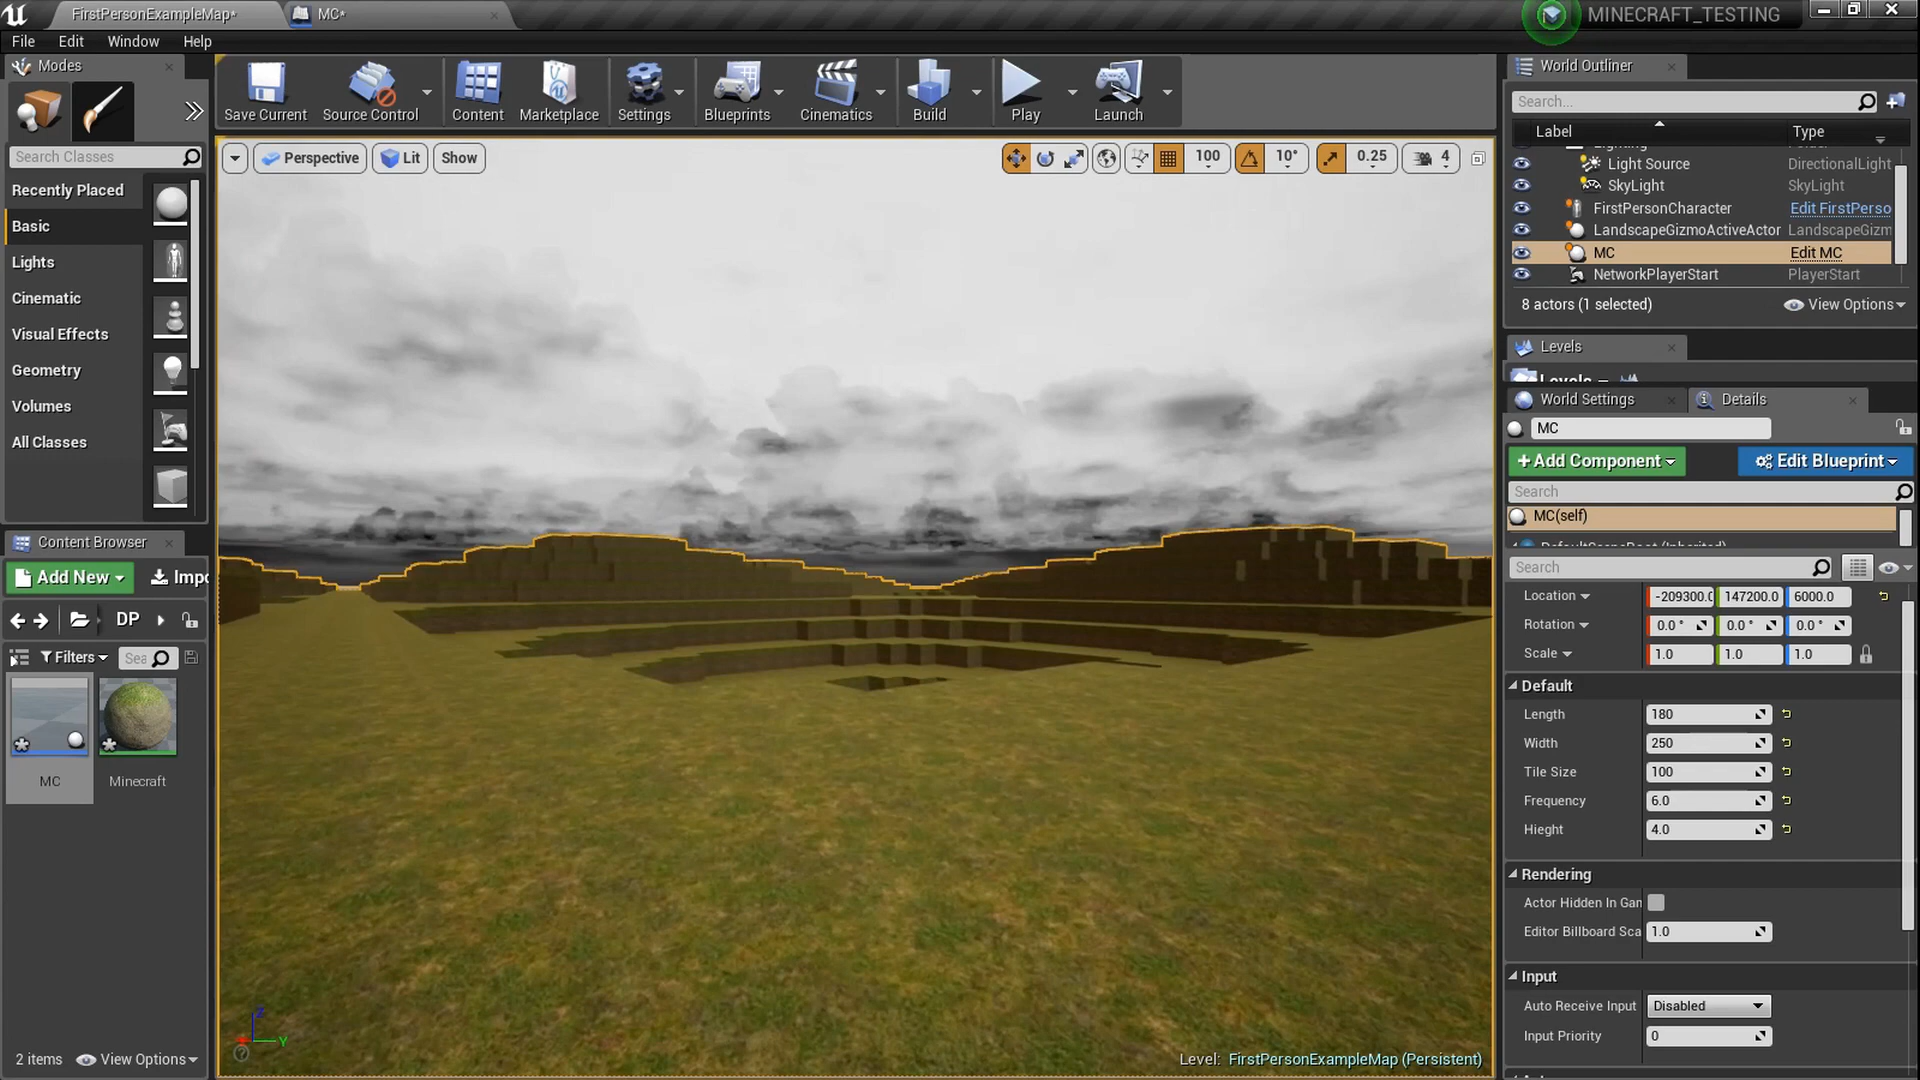 FirstPersonExampleMap*
MC*
MINECRAFT_TESTING
File Edit Window Help
Modes
Search Classes
Recently Placed
Basic
Lights
Cinematic
Visual Effects
Geometry
Volumes
All Classes
Save Current
Source Control
Content
Marketplace
Settings
Blueprints
Cinematics
Build
Play
Launch
Perspective
Lit
Show
100
10°
0.25
4
Level: FirstPersonExampleMap (Persistent)
Content Browser
Add New
Impo
DP
Filters
Sea
MC
Minecraft
2 items
View Options
World Outliner
Search...
Label Type
Light Source DirectionalLight
SkyLight SkyLight
FirstPersonCharacter Edit FirstPerso
LandscapeGizmoActiveActor LandscapeGizm
MC Edit MC
NetworkPlayerStart PlayerStart
8 actors (1 selected)
View Options
Levels
Levels
World Settings
Details
MC
+Add Component
Edit Blueprint
Search
MC(self)
Search
Location -209300.0 147200.0 6000.0
Rotation 0.0 ° 0.0 ° 0.0 °
Scale 1.0 1.0 1.0
Default
Length 180
Width 250
Tile Size 100
Frequency 6.0
Hieght 4.0
Rendering
Actor Hidden In Gan
Editor Billboard Sca 1.0
Input
Auto Receive Input Disabled
Input Priority 0